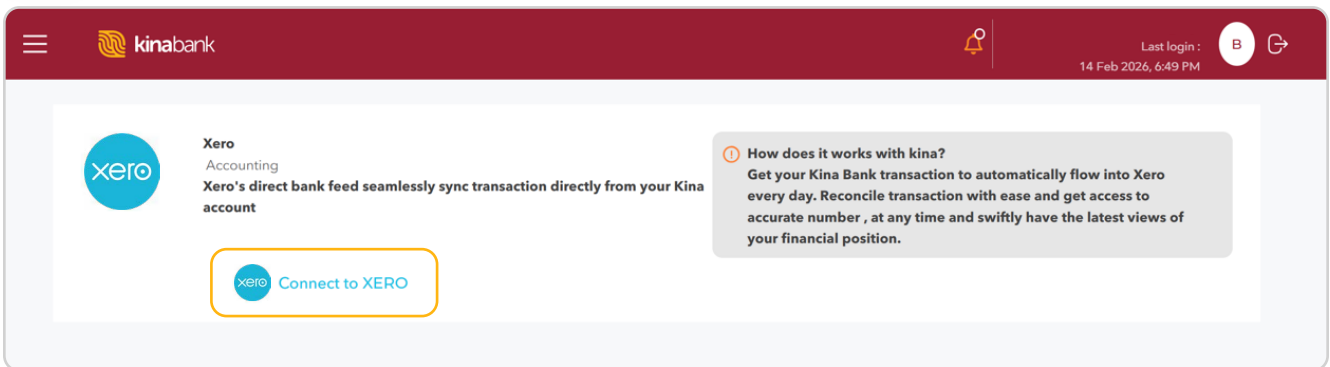 kinabank
Last login :
14 Feb 2026, 6:49 PM
B
xero
Xero
Accounting
Xero's direct bank feed seamlessly sync transaction directly from your Kina
account
xero Connect to XERO
How does it works with kina?
Get your Kina Bank transaction to automatically flow into Xero
every day. Reconcile transaction with ease and get access to
accurate number , at any time and swiftly have the latest views of
your financial position.